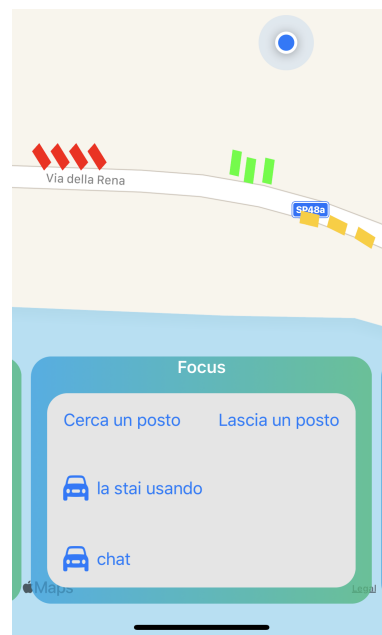 Via della Rena
SP48a
Focus
Cerca un posto
Lascia un posto
la stai usando
chat
Maps
Legal